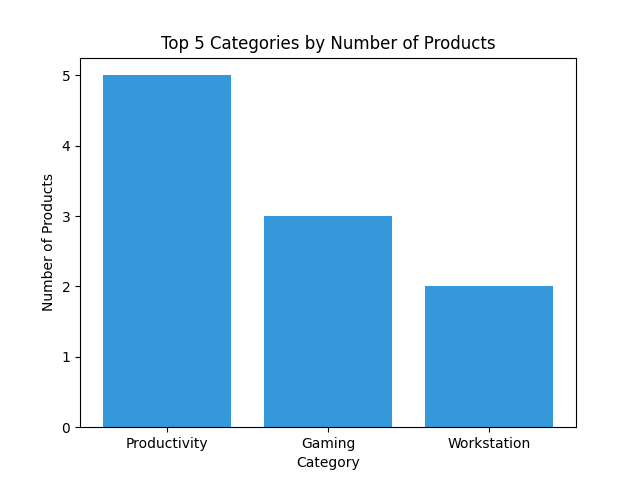 Top 5 Categories by Number of Products
Number of Products
5
4
3
2
1
0
Productivity
Gaming
Workstation
Category